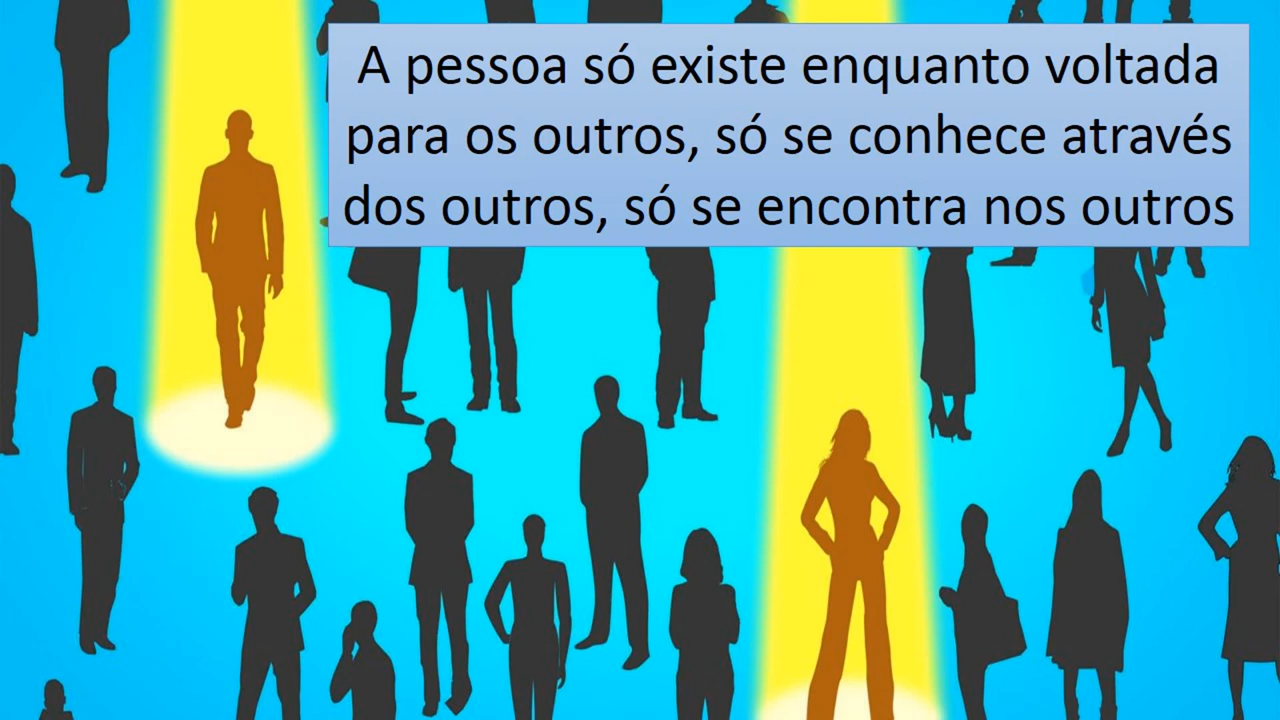 A pessoa só existe enquanto voltada
para os outros, só se conhece através
dos outros, só se encontra nos outros